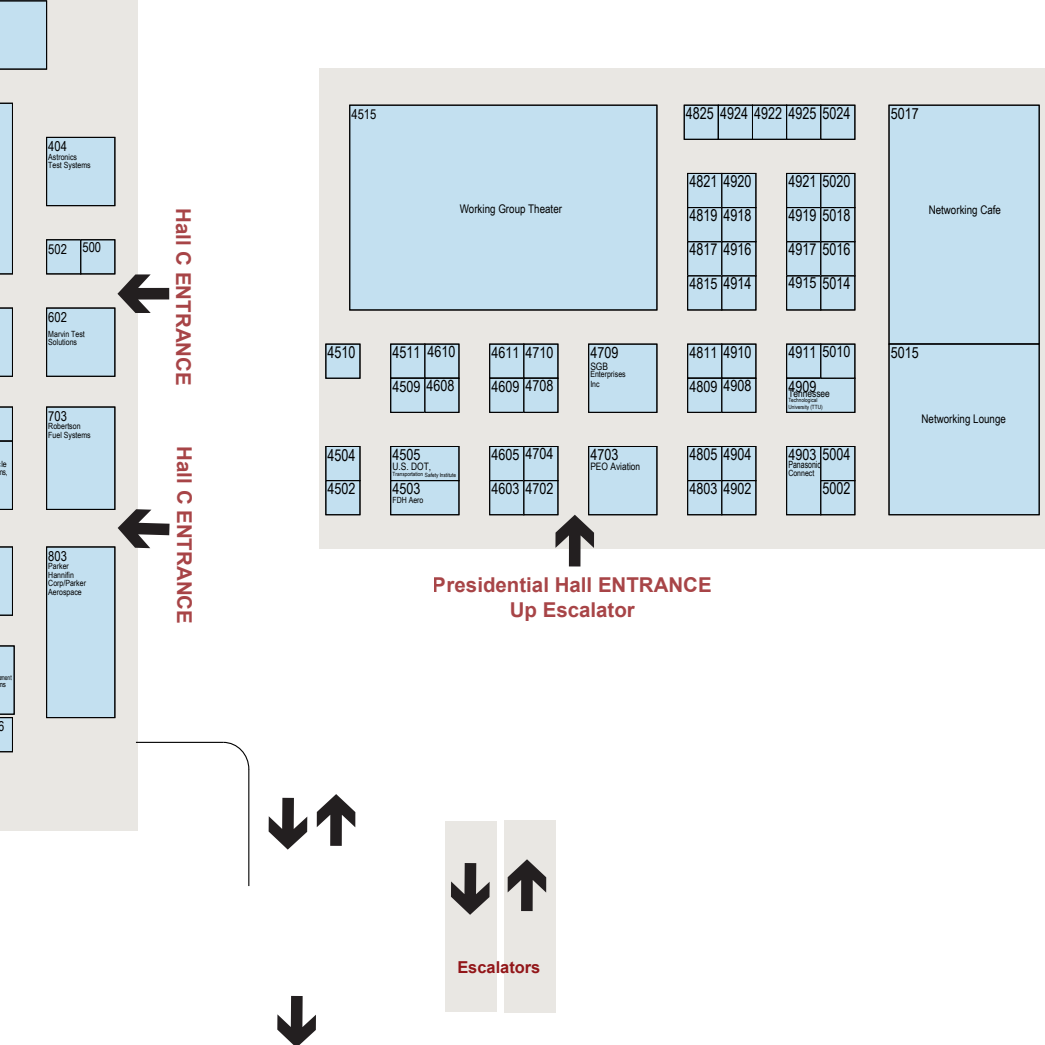 404
Astronics
Test Systems
502 500
602
Marvin Test
Solutions
703
Robertson
Fuel Systems
803
Parker
Hannifin
Corp/Parker
Aerospace
6
Hall C ENTRANCE
Hall C ENTRANCE
4515
Working Group Theater
4825 4924 4922 4925 5024
4821 4920 4921 5020
4819 4918 4919 5018
4817 4916 4917 5016
4815 4914 4915 5014
5017
Networking Cafe
4510 4511 4610 4611 4710
4509 4608 4609 4708
4709
SGB
Enterprises
Inc
4811 4910 4911 5010
4809 4908
4909
Tennessee
Technological
University (TTU)
5015
Networking Lounge
4504
4502
4505
U.S. DOT,
Transportation Safety Institute
4503
FDH Aero
4605 4704
4603 4702
4703
PEO Aviation
4805 4904
4803 4902
4903
Panasonic
Connect
5004
5002
Presidential Hall ENTRANCE
Up Escalator
Escalators